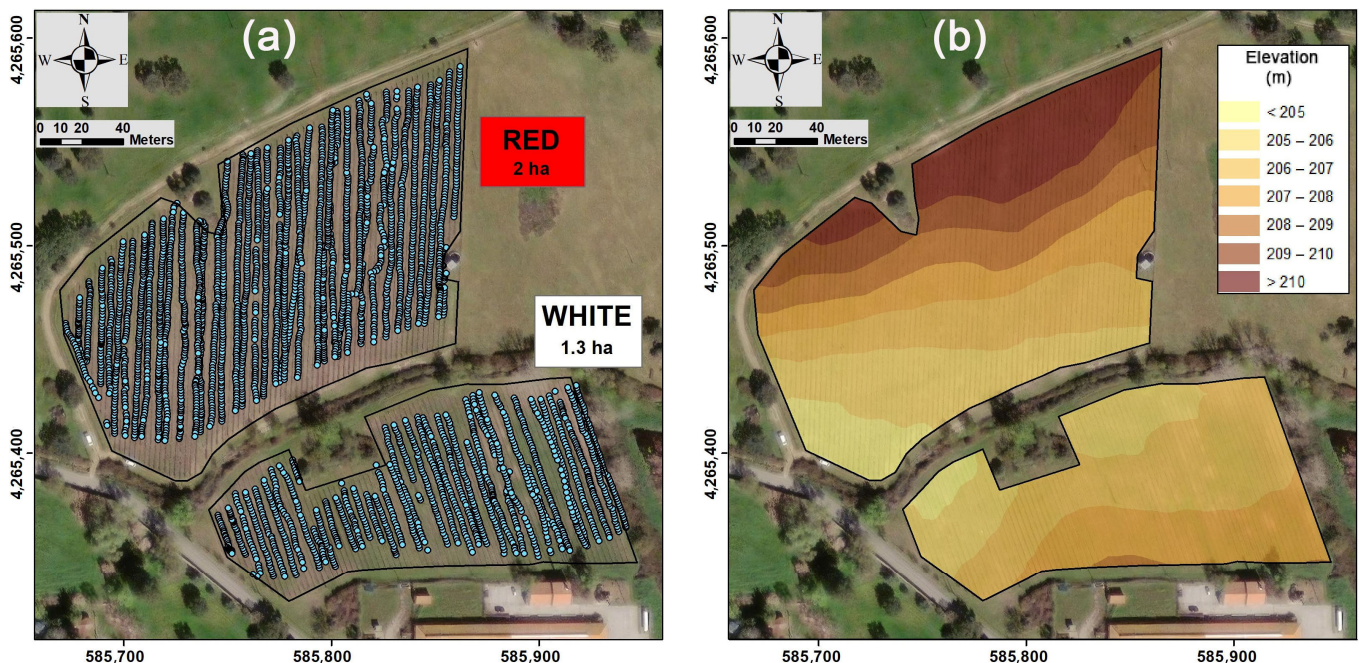 (a)
N
W E
S
0 10 20 40
Meters
RED
2 ha
WHITE
1.3 ha
4,265,600
4,265,500
4,265,400
585,700 585,800 585,900
(b)
N
W E
S
0 10 20 40
Meters
Elevation
(m)
< 205
205 – 206
206 – 207
207 – 208
208 – 209
209 – 210
> 210
4,265,600
4,265,500
4,265,400
585,700 585,800 585,900